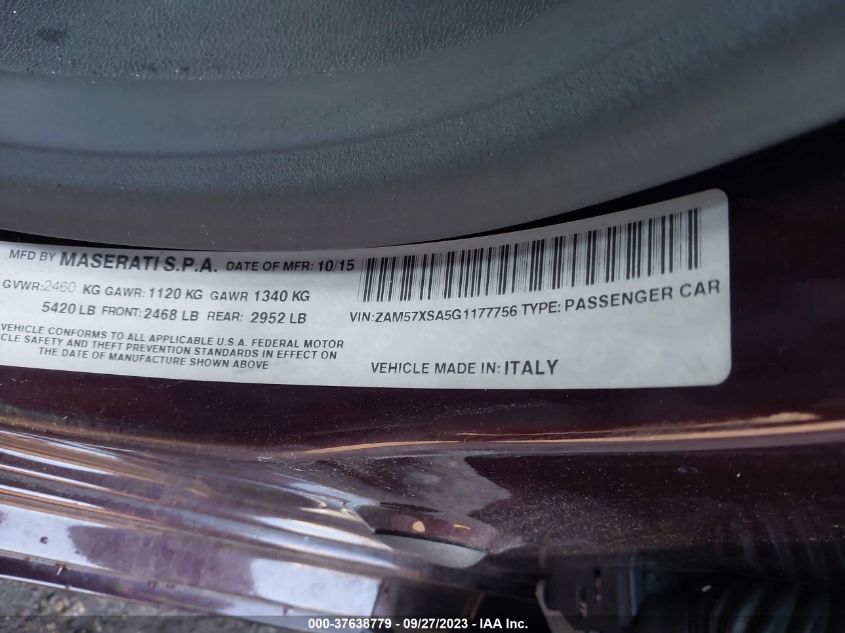 MFD BY MASERATI S.P.A. DATE OF MFR: 10/15
GVWR: 2460 KG GAWR: 1120 KG GAWR 1340 KG
5420 LB FRONT: 2468 LB REAR: 2952 LB
VEHICLE CONFORMS TO ALL APPLICABLE U.S.A. FEDERAL MOTOR
CLE SAFETY AND THEFT PREVENTION STANDARDS IN EFFECT ON
THE DATE OF MANUFACTURE SHOWN ABOVE
VIN: ZAM57XSA5G1177756 TYPE: PASSENGER CAR
VEHICLE MADE IN: ITALY
000-37638779 - 09/27/2023 - IAA, Inc.